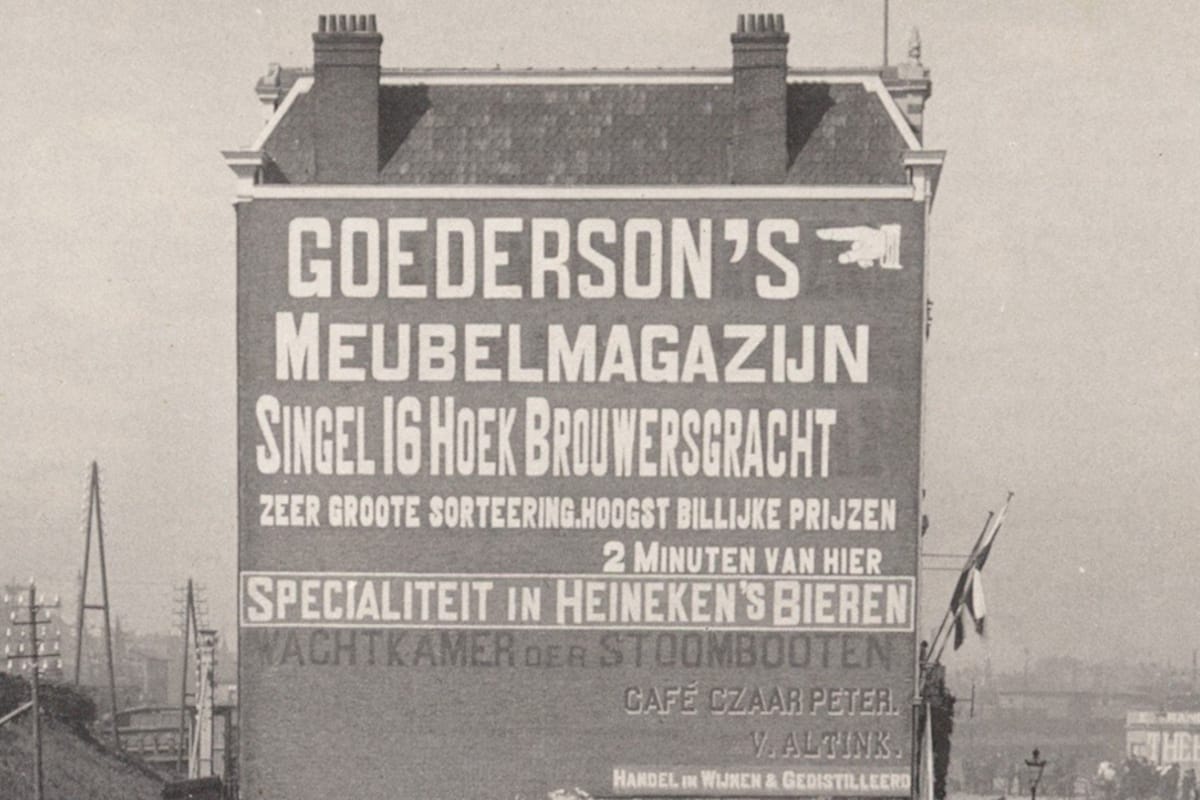 GOEDERSON'S
MEUBELMAGAZIJN
SINGEL 16 HOEK BROUWERSGRACHT
ZEER GROOTE SORTEERING. HOOGST BILLIJKE PRIJZEN
2 MINUTEN VAN HIER
SPECIALITEIT IN HEINEKEN'S BIEREN
WACHTKAMER DER STOOMBOOTEN
CAFÉ CZAAR PETER.
V. ALTINK.
HANDEL IN WIJNEN & GEDISTILLEERD